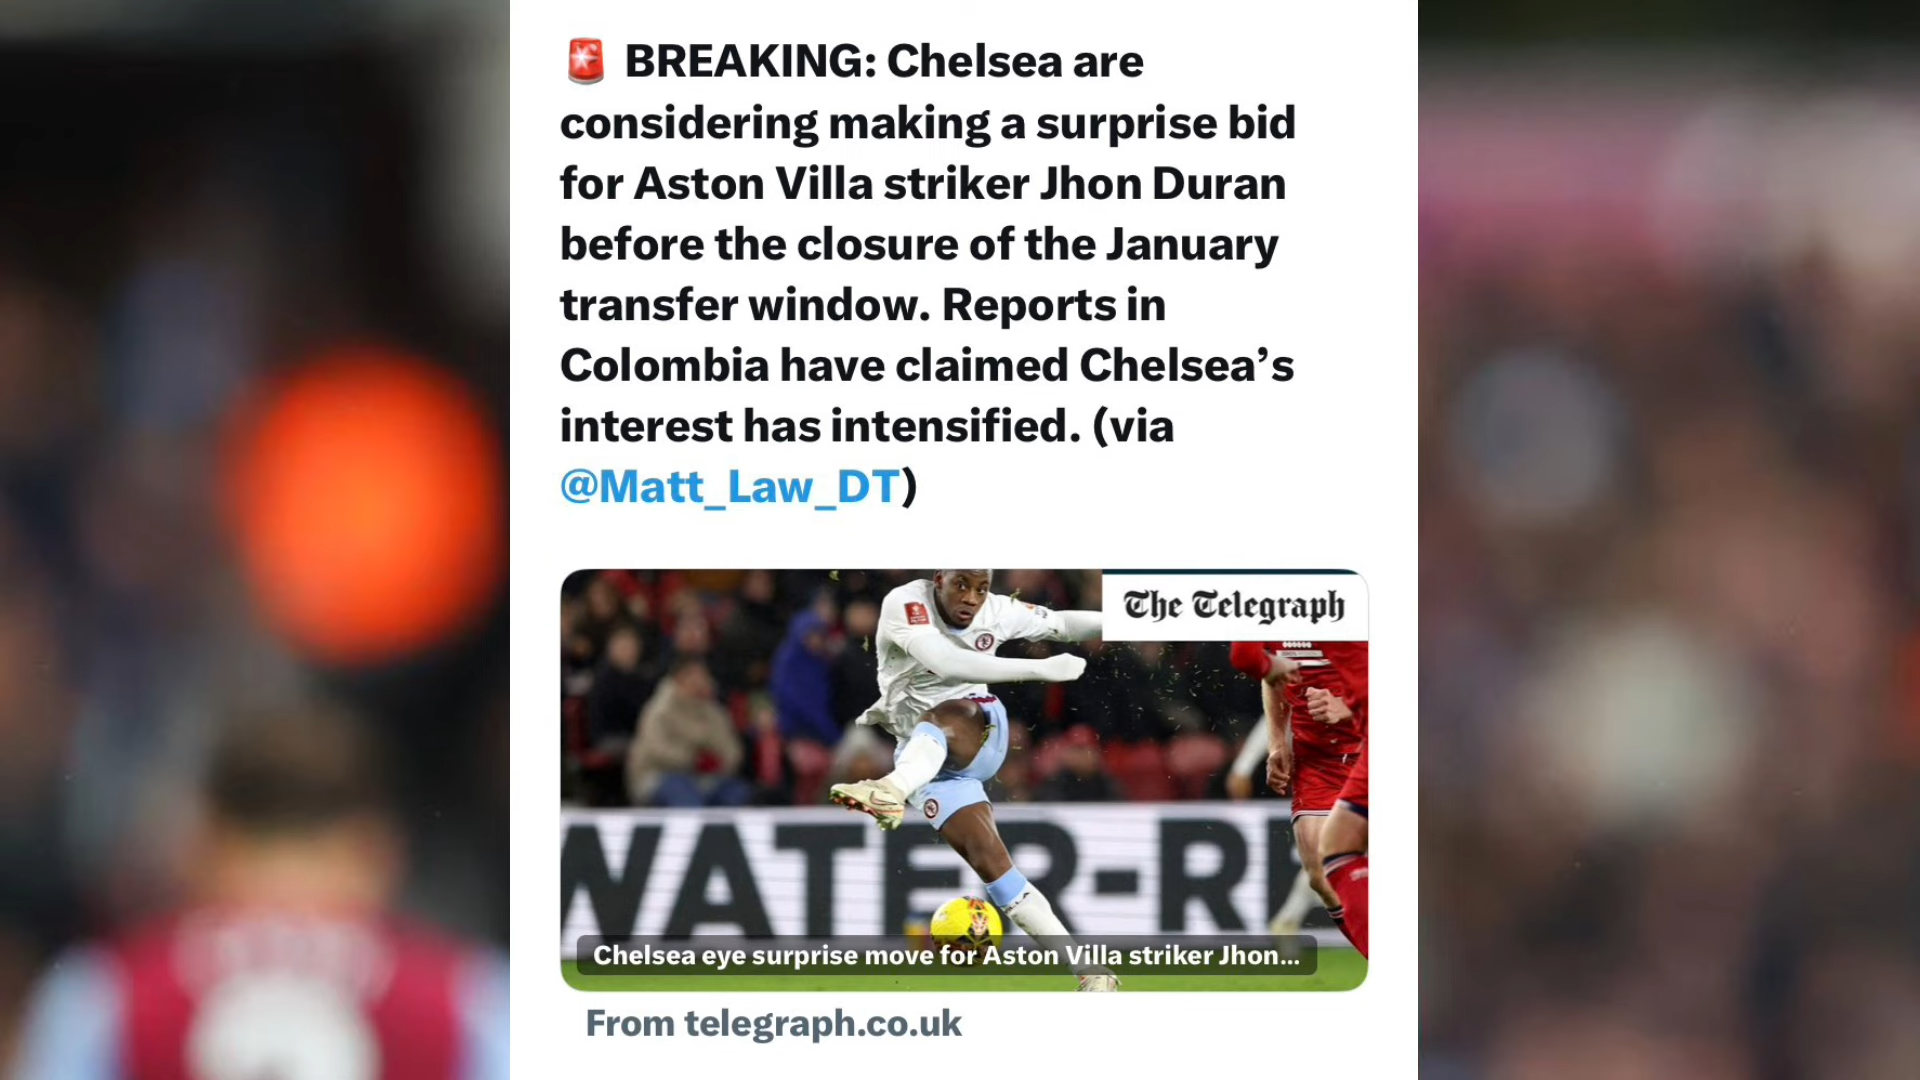 🚨 BREAKING: Chelsea are
considering making a surprise bid
for Aston Villa striker Jhon Duran
before the closure of the January
transfer window. Reports in
Colombia have claimed Chelsea’s
interest has intensified. (via
@Matt_Law_DT)
The Telegraph
WATER-RE
Chelsea eye surprise move for Aston Villa striker Jhon...
From telegraph.co.uk